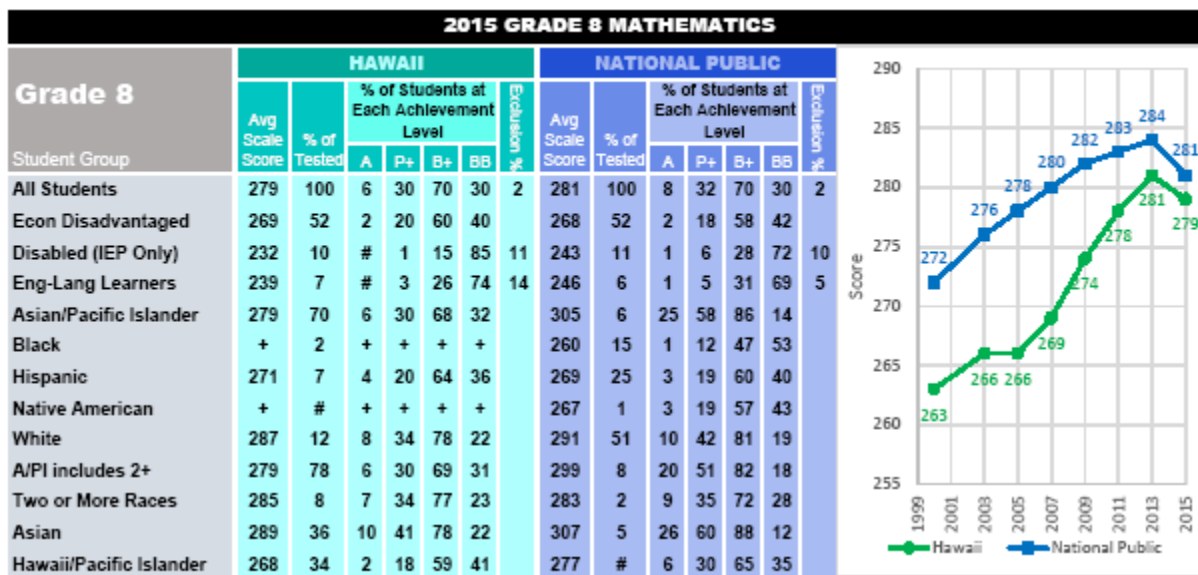 2015 GRADE 8 MATHEMATICS
HAWAII NATIONAL PUBLIC
Grade 8
Student Group
Avg Scale Score % of Tested % of Students at Each Achievement Level A P+ B+ BB Exclusion %
Avg Scale Score % of Tested % of Students at Each Achievement Level A P+ B+ BB Exclusion %
All Students 279 100 6 30 70 30 2 281 100 8 32 70 30 2
Econ Disadvantaged 269 52 2 20 60 40 268 52 2 18 58 42
Disabled (IEP Only) 232 10 # 1 15 85 11 243 11 1 6 28 72 10
Eng-Lang Learners 239 7 # 3 26 74 14 246 6 1 5 31 69 5
Asian/Pacific Islander 279 70 6 30 68 32 305 6 25 58 86 14
Black + 2 + + + + 260 15 1 12 47 53
Hispanic 271 7 4 20 64 36 269 25 3 19 60 40
Native American + # + + + + 267 1 3 19 57 43
White 287 12 8 34 78 22 291 51 10 42 81 19
A/PI includes 2+ 279 78 6 30 69 31 299 8 20 51 82 18
Two or More Races 285 8 7 34 77 23 283 2 9 35 72 28
Asian 289 36 10 41 78 22 307 5 26 60 88 12
Hawaii/Pacific Islander 268 34 2 18 59 41 277 # 6 30 65 35
290
285
280
275
270
265
260
255
Score
272 276 278 280 282 283 284 281
263 266 266 269 274 278 281 279
1999 2001 2003 2005 2007 2009 2011 2013 2015
Hawaii National Public